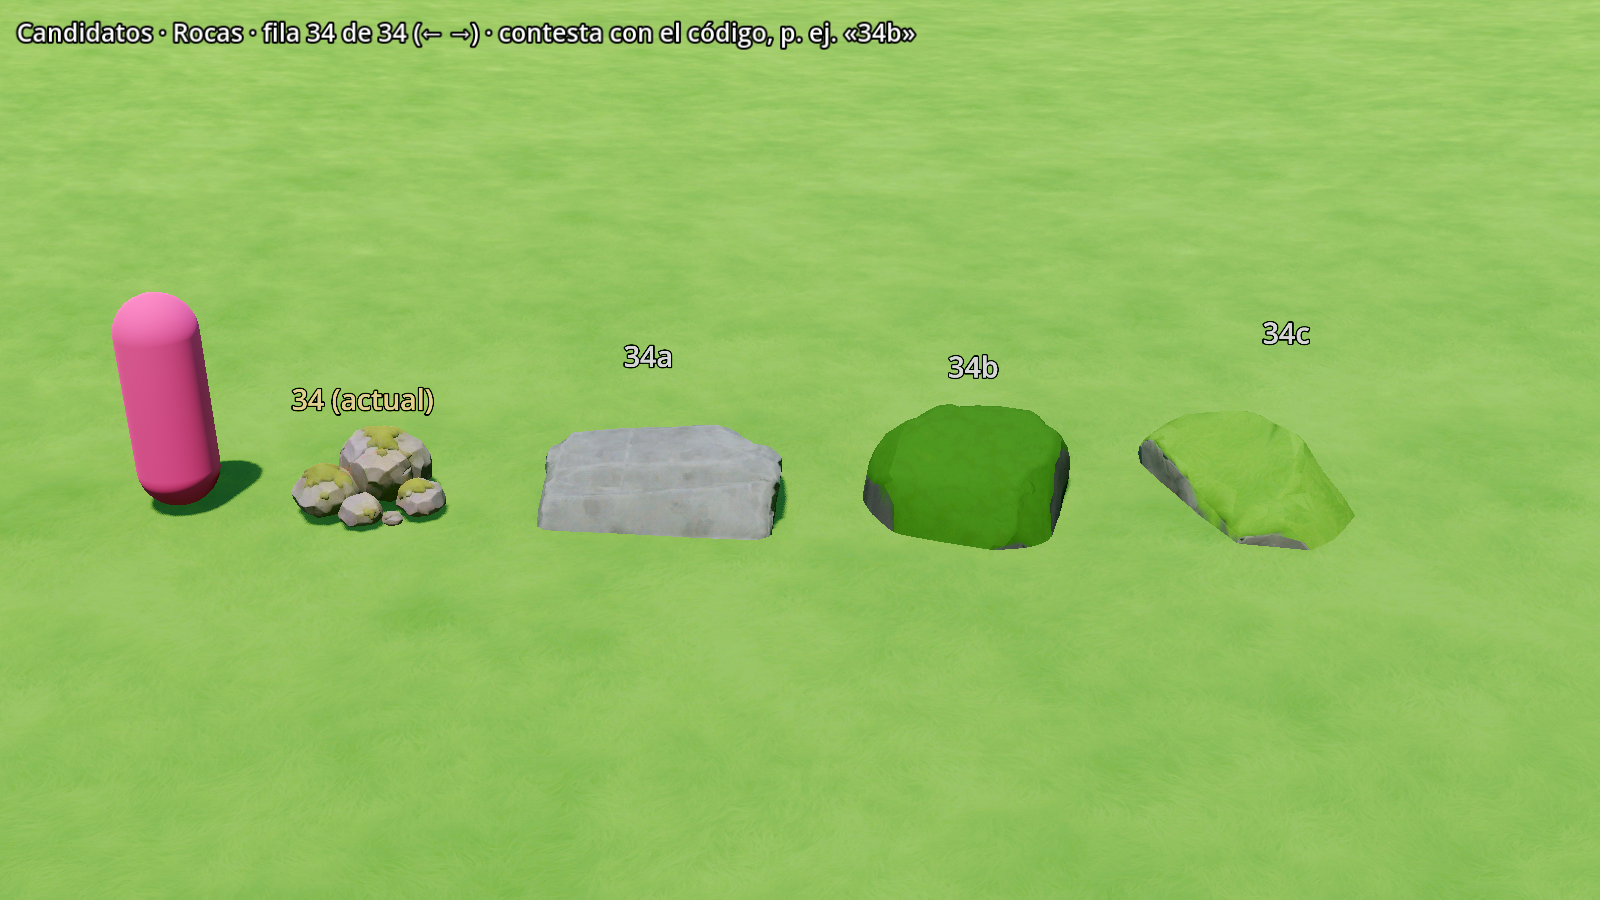 Candidatos · Rocas · fila 34 de 34 (← →) · contesta con el código, p. ej. «34b»
34c
34a
34b
34 (actual)